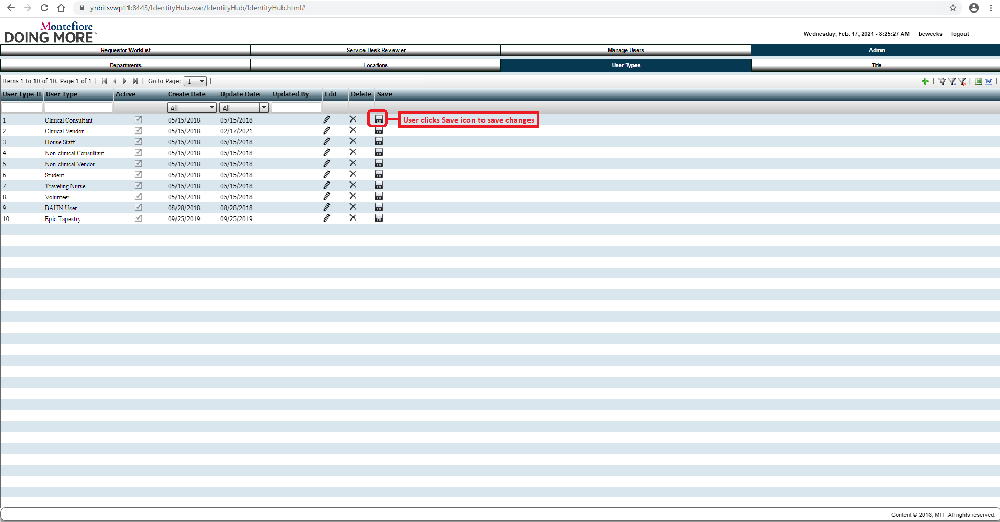 ynbitsvwp11:8443/IdentityHub-war/IdentityHub/IdentityHub.html#
Montefiore
DOING MORE℠
Wednesday, Feb. 17, 2021 - 8:25:27 AM | beweeks | logout
Requestor WorkList Service Desk Reviewer Manage Users Admin
Departments Locations User Types Title
Items 1 to 10 of 10. Page 1 of 1 | Go to Page: 1 |
User Type ID User Type Active Create Date Update Date Updated By Edit Delete Save
All All
1 Clinical Consultant 05/15/2018 05/15/2018
User clicks Save icon to save changes
2 Clinical Vendor 05/15/2018 02/17/2021
3 House Staff 05/15/2018 05/15/2018
4 Non-clinical Consultant 05/15/2018 05/15/2018
5 Non-clinical Vendor 05/15/2018 05/15/2018
6 Student 05/15/2018 05/15/2018
7 Traveling Nurse 05/15/2018 05/15/2018
8 Volunteer 05/15/2018 05/15/2018
9 BAHN User 08/28/2018 08/28/2018
10 Epic Tapestry 09/25/2019 09/25/2019
Content © 2018, MIT .All rights reserved.